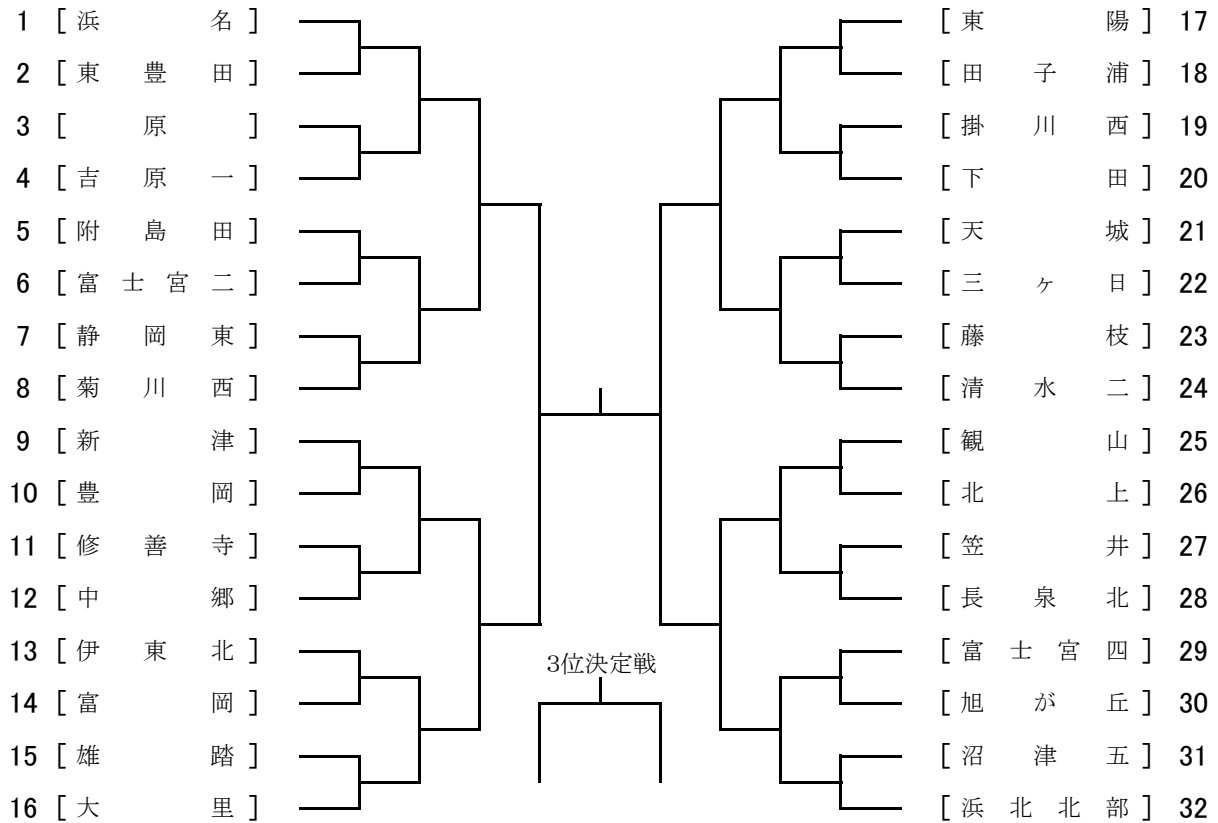 1 [ 浜 名 ] [ 東 陽 ] 17
2 [ 東 豊 田 ] [ 田 子 浦 ] 18
3 [ 原 ] [ 掛 川 西 ] 19
4 [ 吉 原 一 ] [ 下 田 ] 20
5 [ 附 島 田 ] [ 天 城 ] 21
6 [ 富 士 宮 二 ] [ 三 ヶ 日 ] 22
7 [ 静 岡 東 ] [ 藤 枝 ] 23
8 [ 菊 川 西 ] [ 清 水 二 ] 24
9 [ 新 津 ] [ 観 山 ] 25
10 [ 豊 岡 ] [ 北 上 ] 26
11 [ 修 善 寺 ] [ 笠 井 ] 27
12 [ 中 郷 ] [ 長 泉 北 ] 28
13 [ 伊 東 北 ] [ 富 士 宮 四 ] 29
3位決定戦
14 [ 富 岡 ] [ 旭 が 丘 ] 30
15 [ 雄 踏 ] [ 沼 津 五 ] 31
16 [ 大 里 ] [ 浜 北 北 部 ] 32